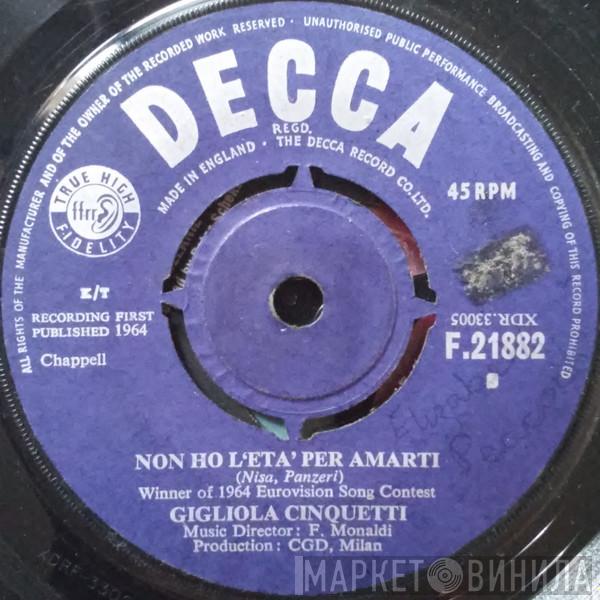 ALL RIGHTS OF THE MANUFACTURER AND OF THE OWNER OF THE RECORDED WORK RESERVED · UNAUTHORISED PUBLIC PERFORMANCE BROADCASTING AND COPYING OF THIS RECORD PROHIBITED
DECCA
REGD.
MADE IN ENGLAND · THE DECCA RECORD CO. LTD.
TRUE HIGH
ffrr
FIDELITY
45 RPM
K/T
RECORDING FIRST
PUBLISHED 1964
Chappell
XDR.33005
F.21882
NON HO L'ETA' PER AMARTI
(Nisa, Panzeri)
Winner of 1964 Eurovision Song Contest
GIGLIOLA CINQUETTI
Music Director: F. Monaldi
Production: CGD, Milan
МАРКЕТ ВИНИЛА